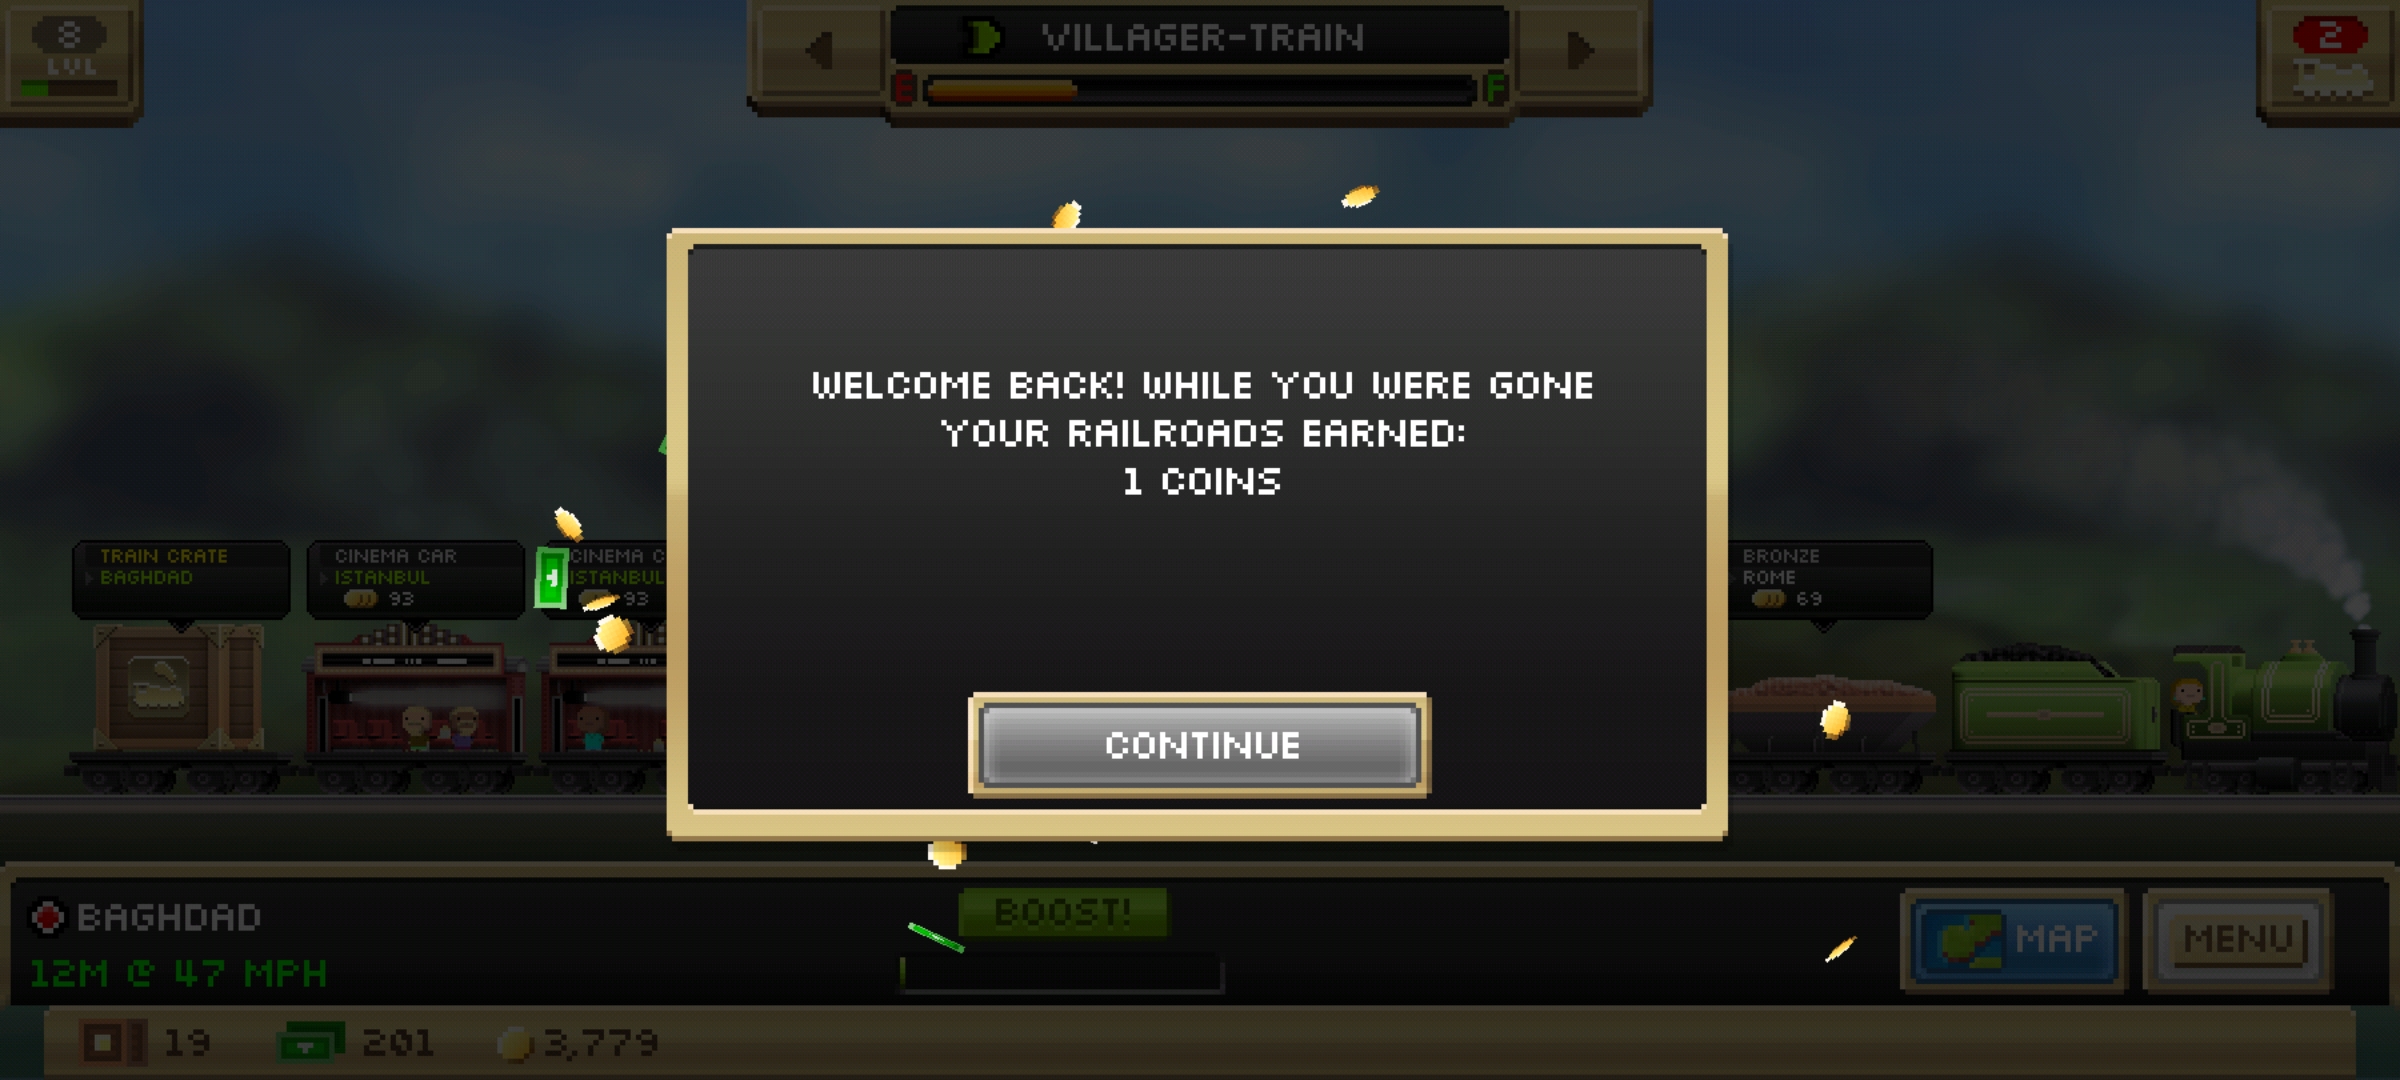 8
LVL
VILLAGER-TRAIN
E
F
2
WELCOME BACK! WHILE YOU WERE GONE
YOUR RAILROADS EARNED:
1 COINS
CONTINUE
TRAIN CRATE
BAGHDAD
CINEMA CAR
ISTANBUL
93
CINEMA C
ISTANBUL
93
BRONZE
ROME
69
BAGHDAD
12M @ 47 MPH
BOOST!
MAP
MENU
19
201
3,779